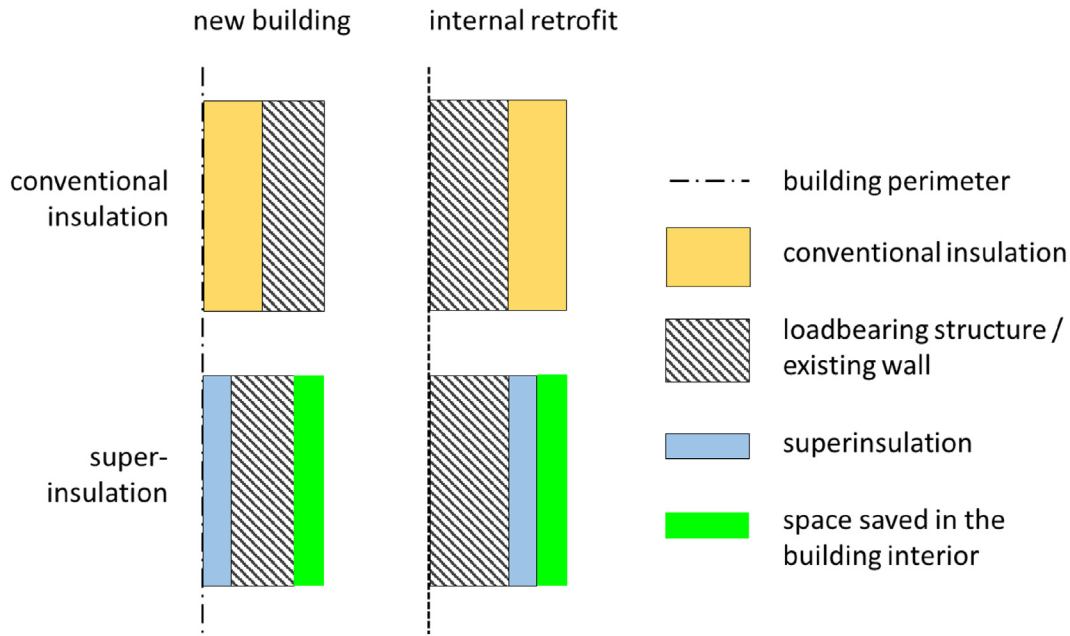 new building
internal retrofit
conventional
insulation
super-
insulation
building perimeter
conventional insulation
loadbearing structure /
existing wall
superinsulation
space saved in the
building interior